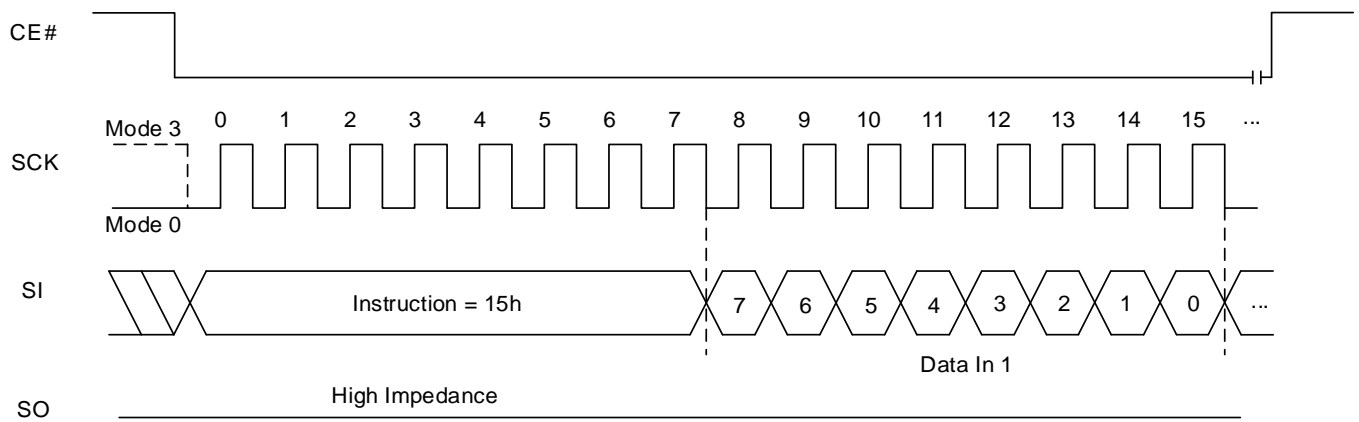 CE#
Mode 3 0 1 2 3 4 5 6 7 8 9 10 11 12 13 14 15 ...
SCK
Mode 0
SI Instruction = 15h 7 6 5 4 3 2 1 0 ...
Data In 1
High Impedance
SO